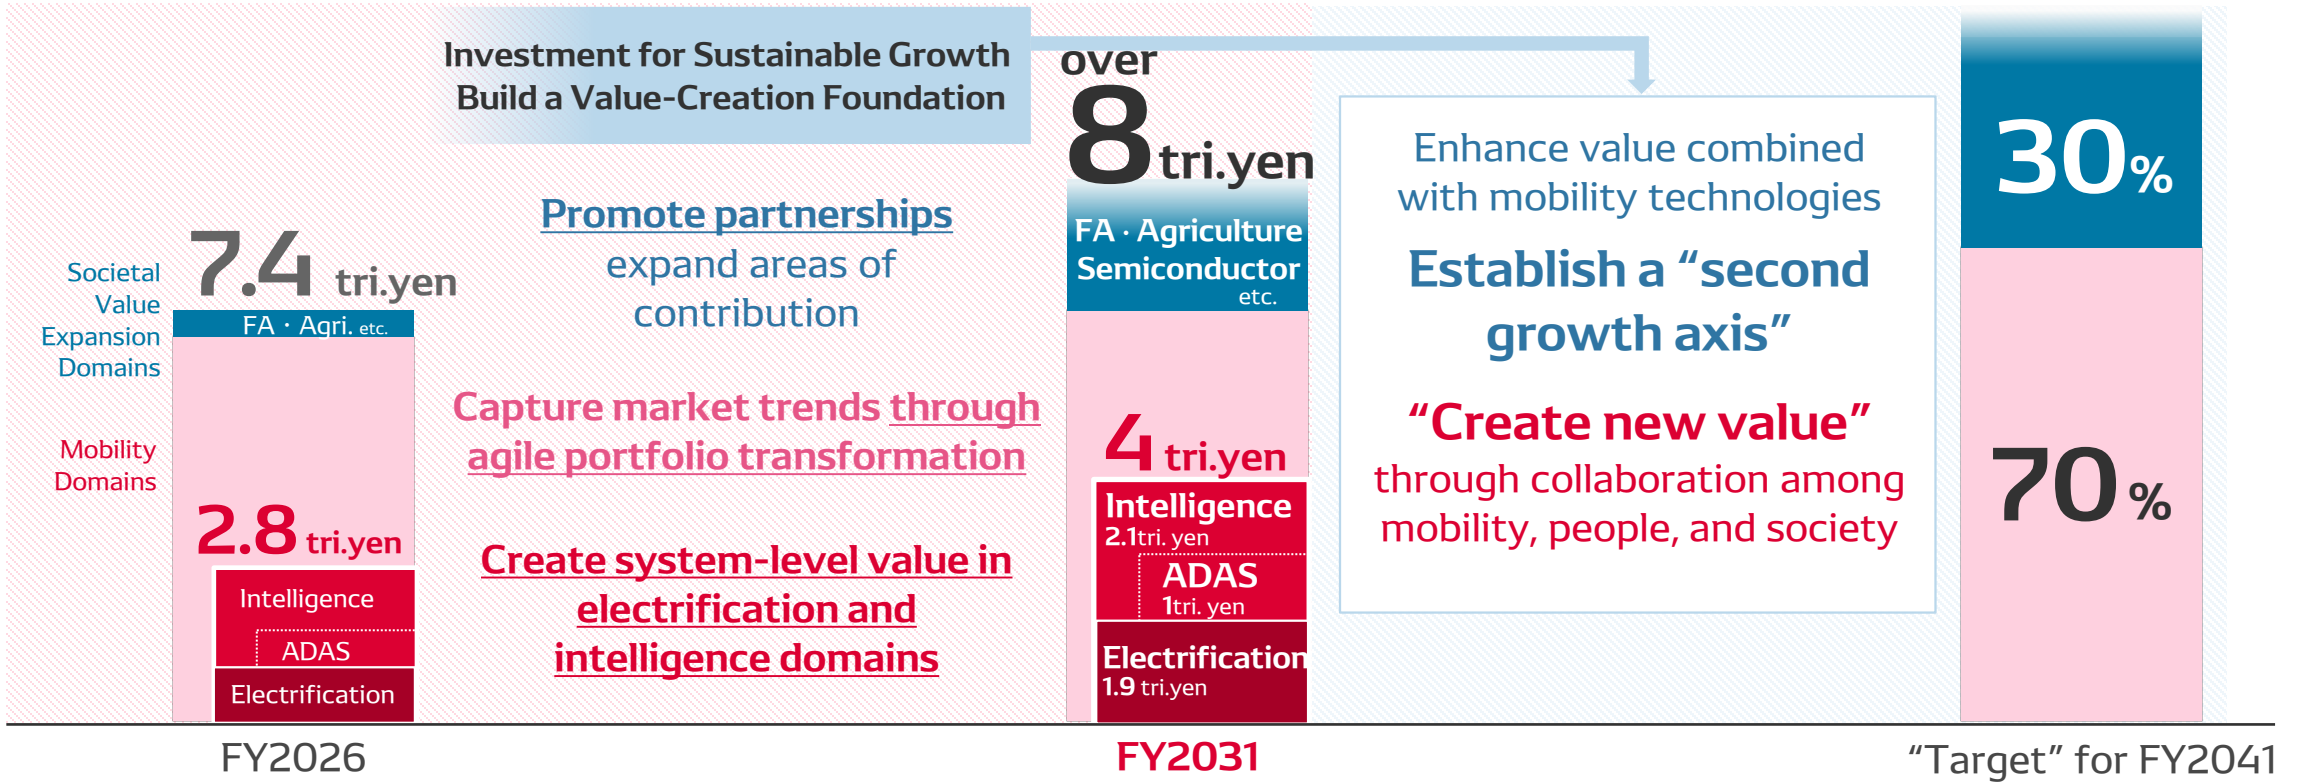 Investment for Sustainable Growth
Build a Value-Creation Foundation
Societal
Value
Expansion
Domains
Mobility
Domains
7.4 tri.yen
FA · Agri. etc.
2.8 tri.yen
Intelligence
ADAS
Electrification
FY2026
Promote partnerships
expand areas of
contribution
Capture market trends through
agile portfolio transformation
Create system-level value in
electrification and
intelligence domains
over
8 tri.yen
FA · Agriculture
Semiconductor
etc.
4 tri.yen
Intelligence
2.1tri. yen
ADAS
1tri. yen
Electrification
1.9 tri.yen
FY2031
Enhance value combined
with mobility technologies
Establish a “second
growth axis”
“Create new value”
through collaboration among
mobility, people, and society
30%
70%
“Target” for FY2041